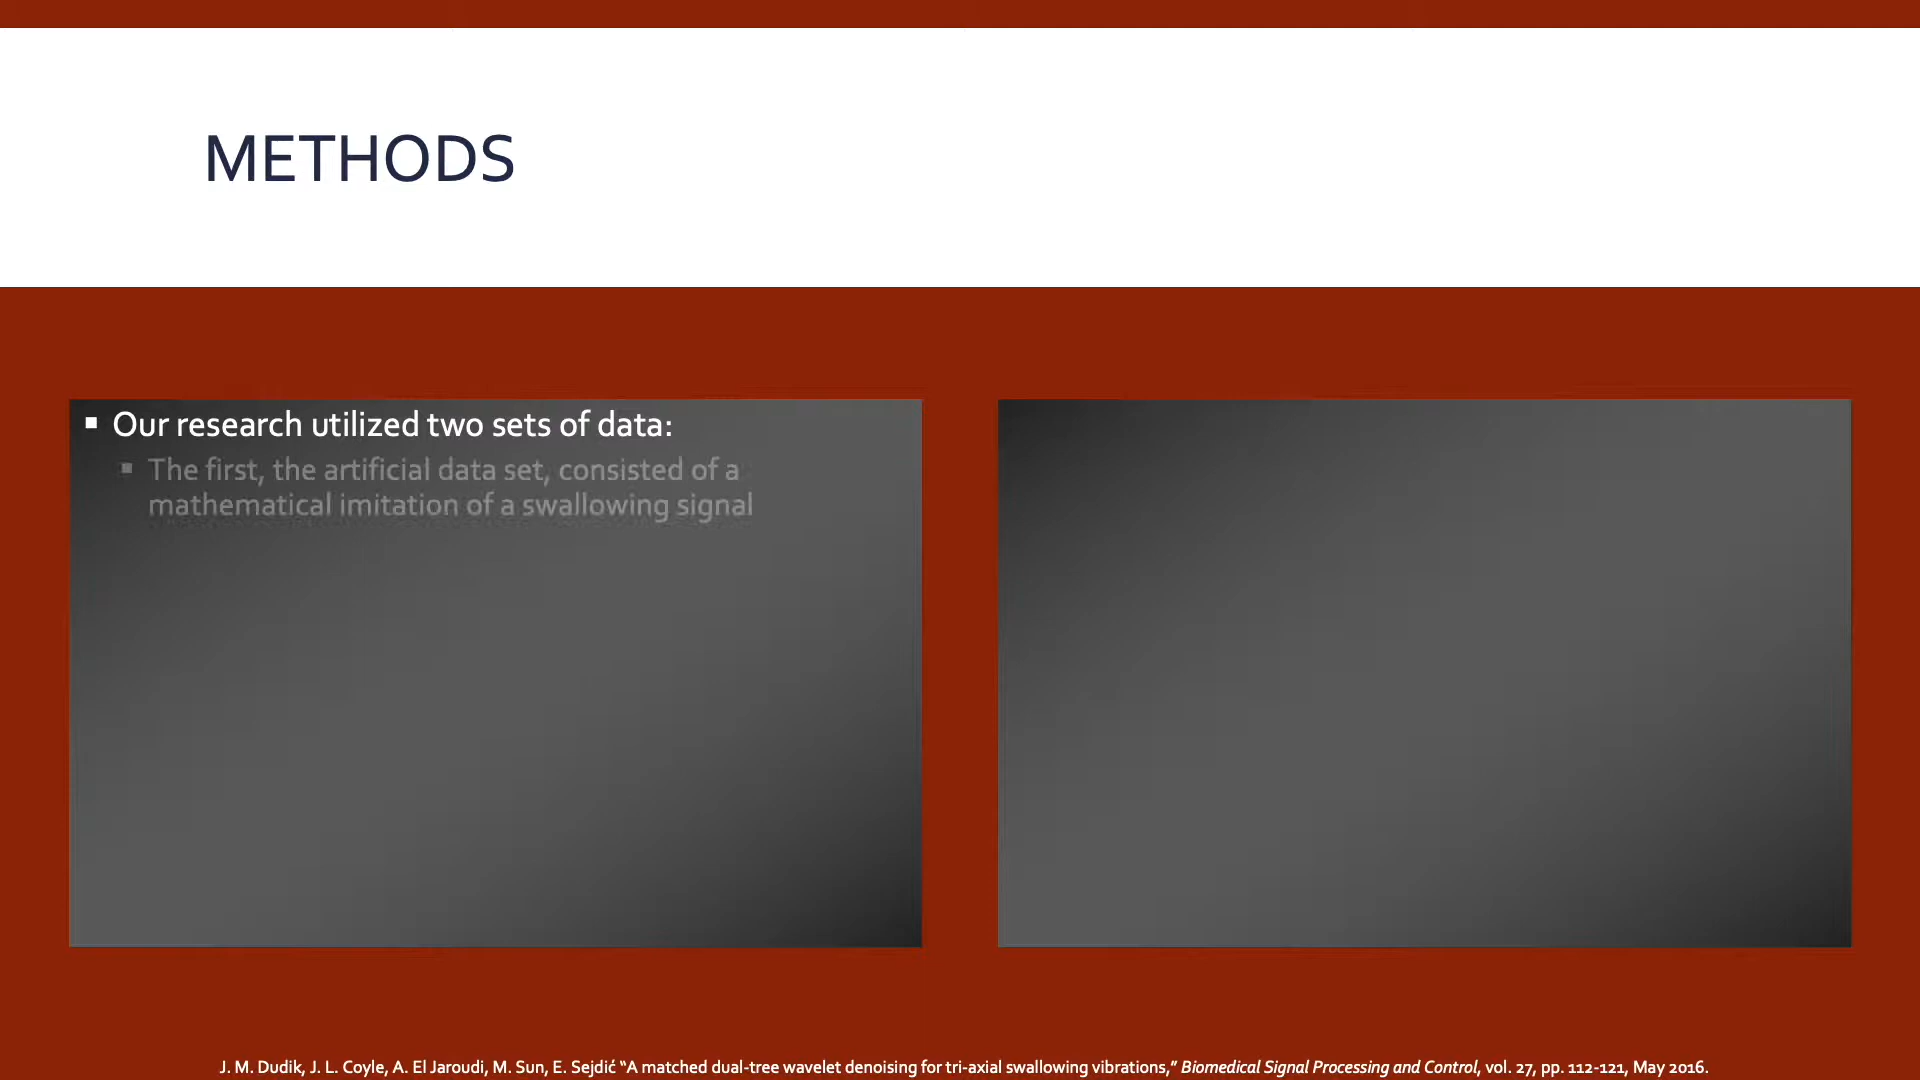 METHODS
Our research utilized two sets of data:
The first, the artificial data set, consisted of a
mathematical imitation of a swallowing signal
J. M. Dudik, J. L. Coyle, A. El Jaroudi, M. Sun, E. Sejdić “A matched dual-tree wavelet denoising for tri-axial swallowing vibrations,” Biomedical Signal Processing and Control, vol. 27, pp. 112-121, May 2016.